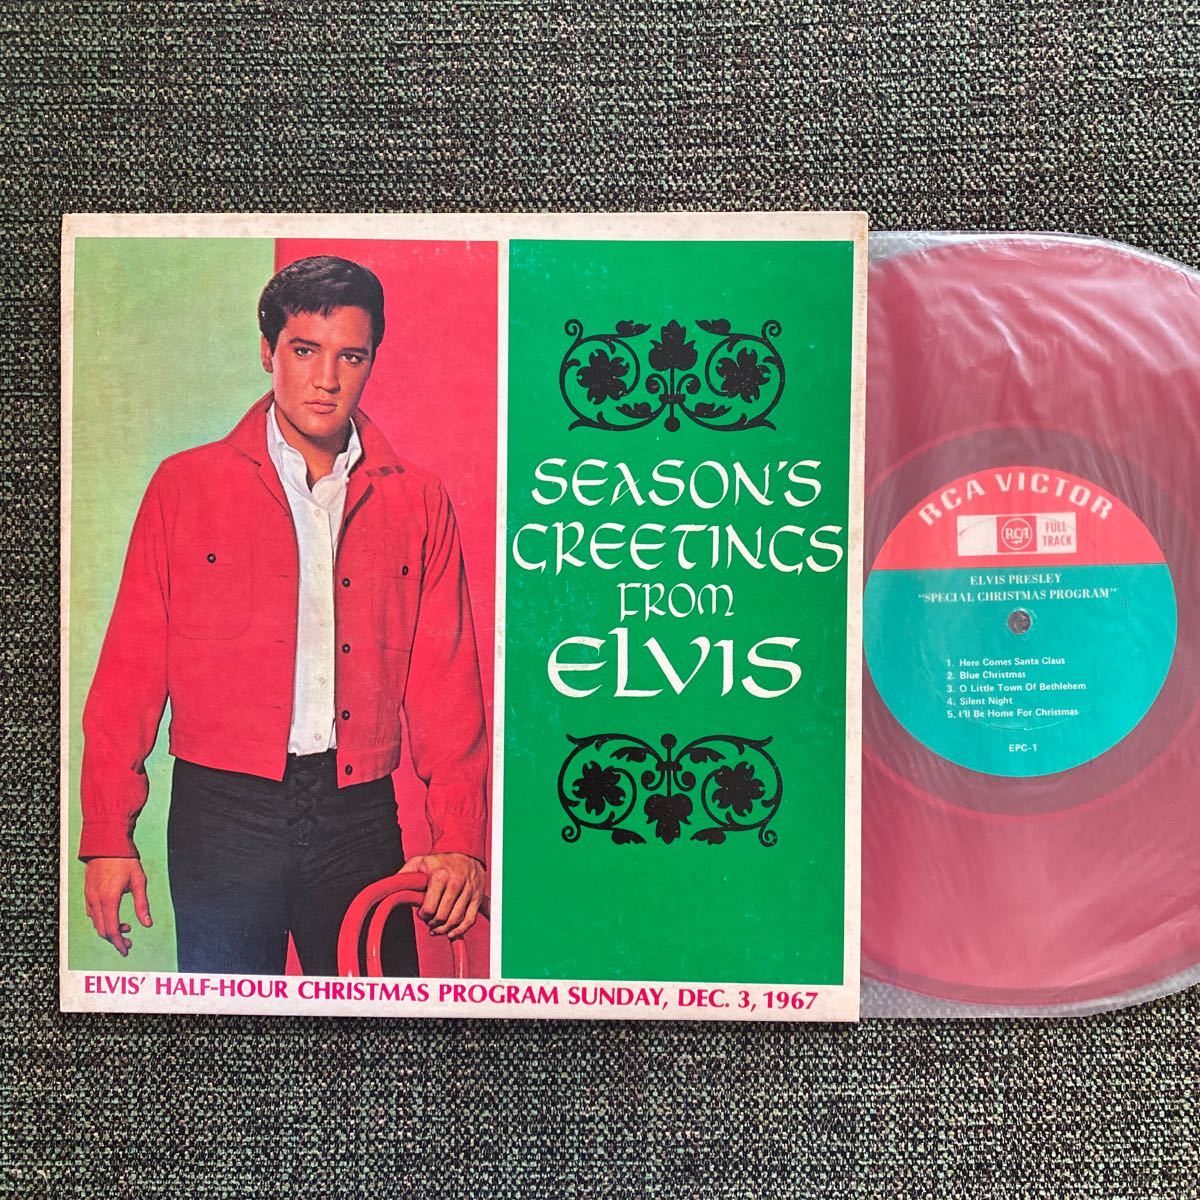 SEASON'S
GREETINGS
FROM
ELVIS
ELVIS' HALF-HOUR CHRISTMAS PROGRAM SUNDAY, DEC. 3, 1967
RCA VICTOR
RCA
FULL
TRACK
ELVIS PRESLEY
"SPECIAL CHRISTMAS PROGRAM"
1. Here Comes Santa Claus
2. Blue Christmas
3. O Little Town Of Bethlehem
4. Silent Night
5. I'll Be Home For Christmas
EPC-1